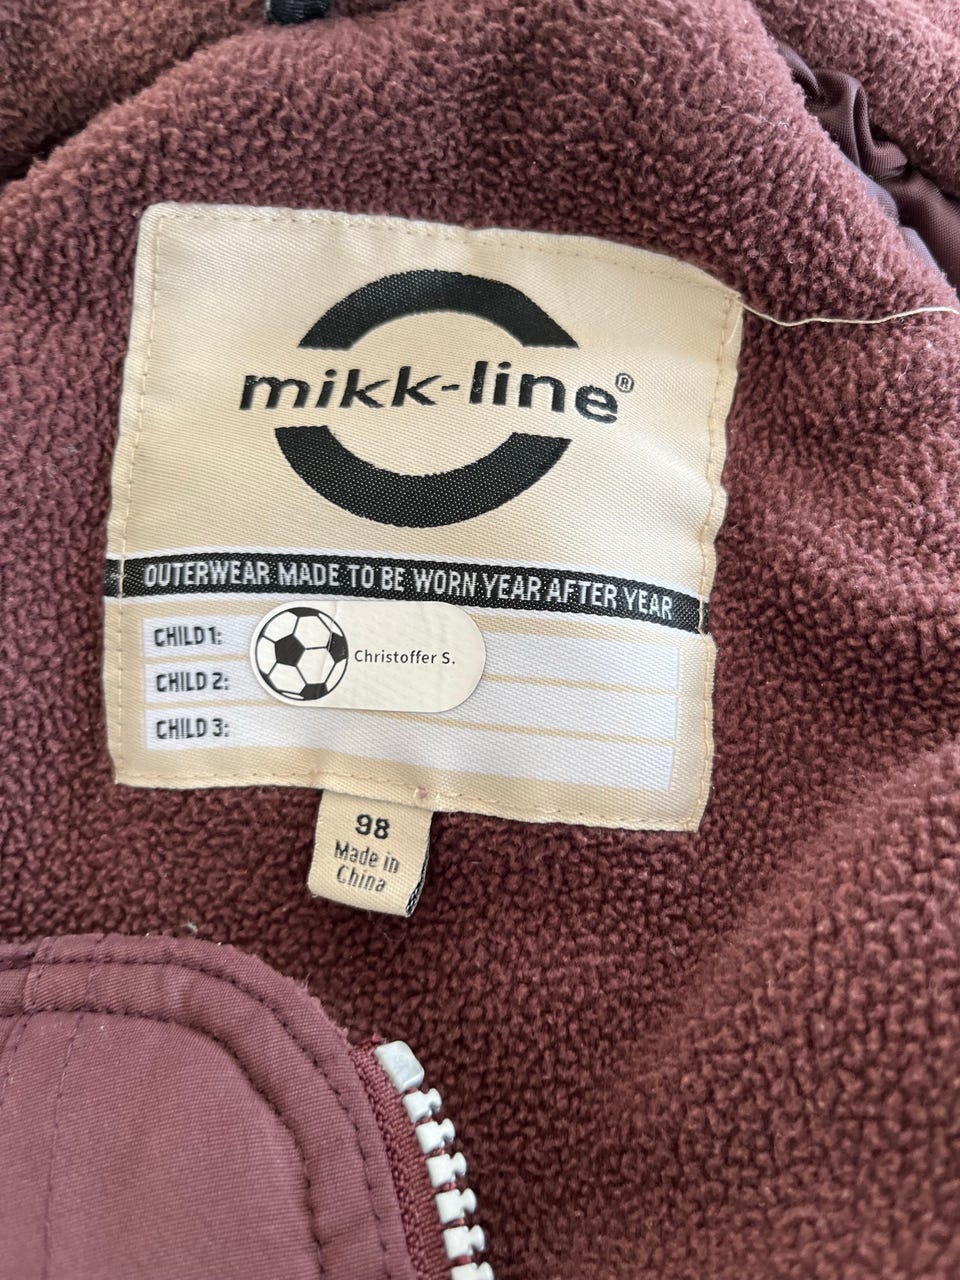 mikk-line®
OUTERWEAR MADE TO BE WORN YEAR AFTER YEAR
CHILD 1:
Christoffer S.
CHILD 2:
CHILD 3:
98
Made in
China